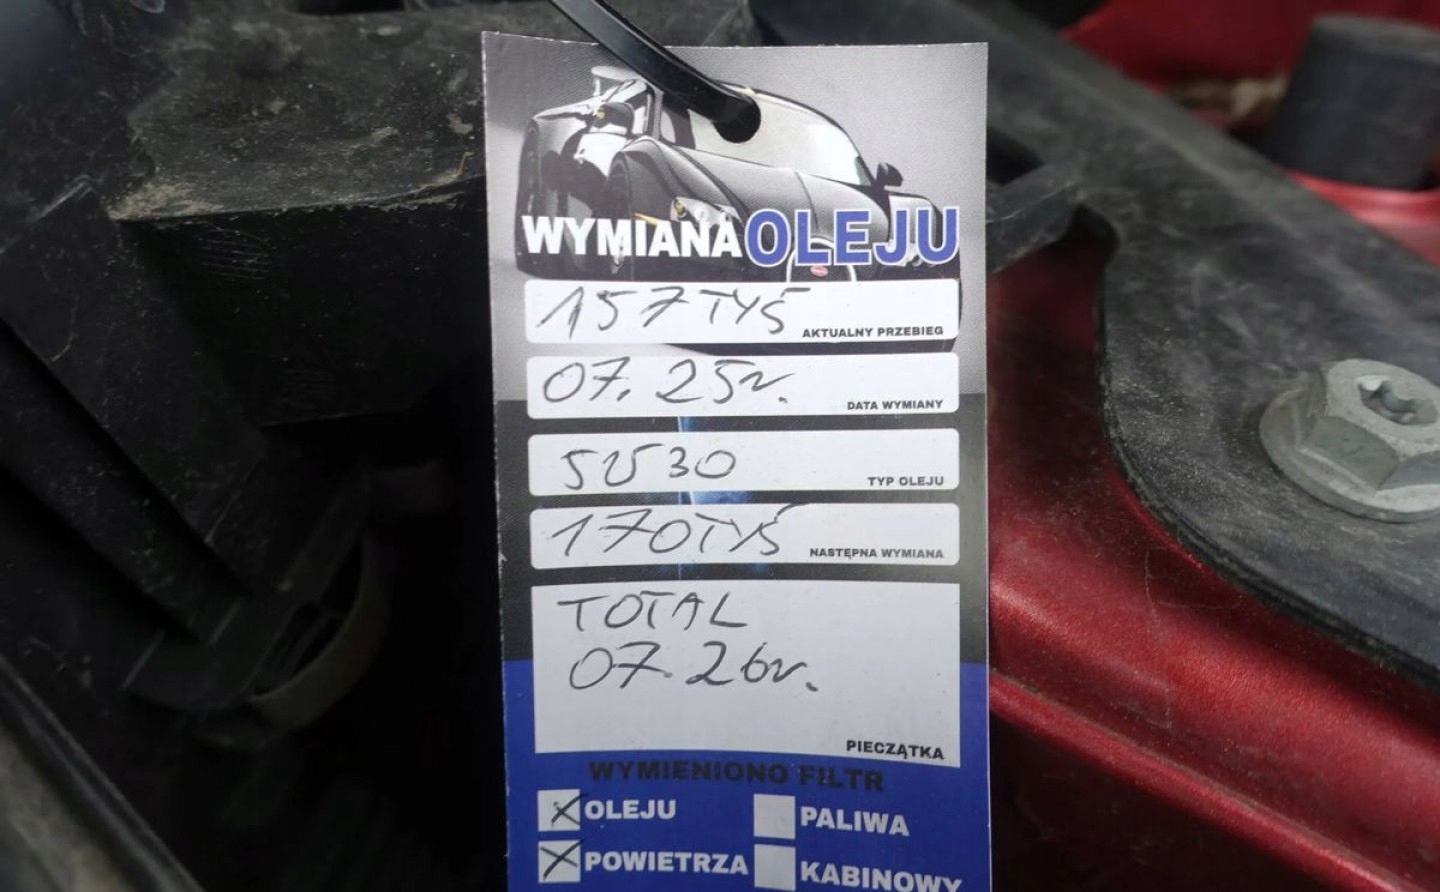 WYMIANA OLEJU
157 TYŚ AKTUALNY PRZEBIEG
07. 25r. DATA WYMIANY
5W30 TYP OLEJU
170 TYŚ NASTĘPNA WYMIANA
TOTAL
07. 26r.
PIECZĄTKA
WYMIENIONO FILTR
OLEJU PALIWA
POWIETRZA KABINOWY